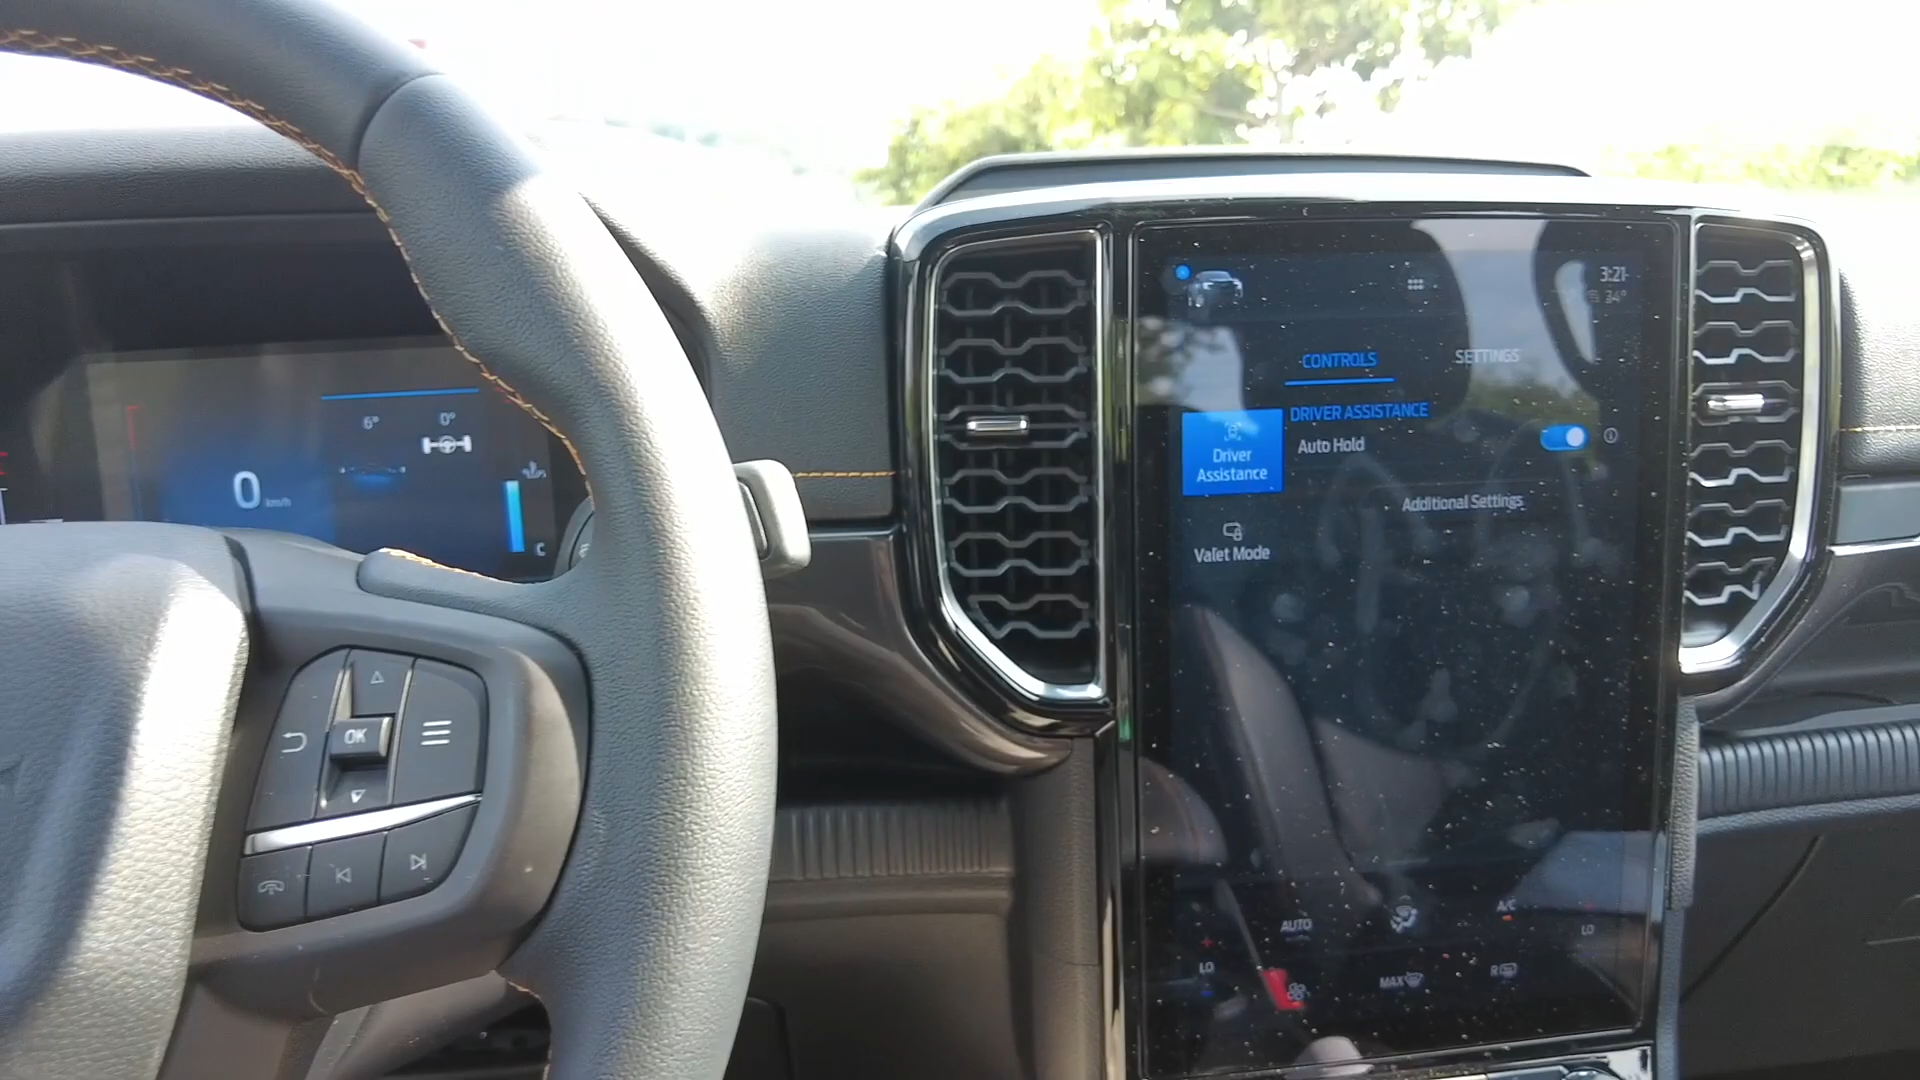 3:21
34°
CONTROLS
SETTINGS
DRIVER ASSISTANCE
Auto Hold
Driver
Assistance
Additional Settings
Valet Mode
6°
0°
0 km/h
C
OK
AUTO
A/C
LO
LO
MAX
R